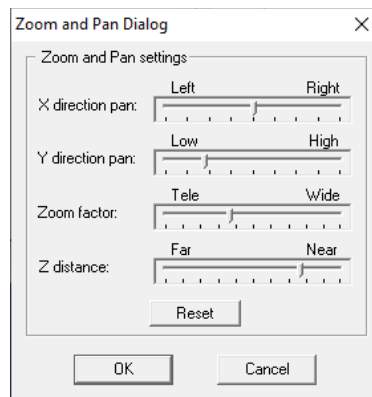 Zoom and Pan Dialog
Zoom and Pan settings
Left Right
X direction pan:
Low High
Y direction pan:
Tele Wide
Zoom factor:
Far Near
Z distance:
Reset
OK Cancel